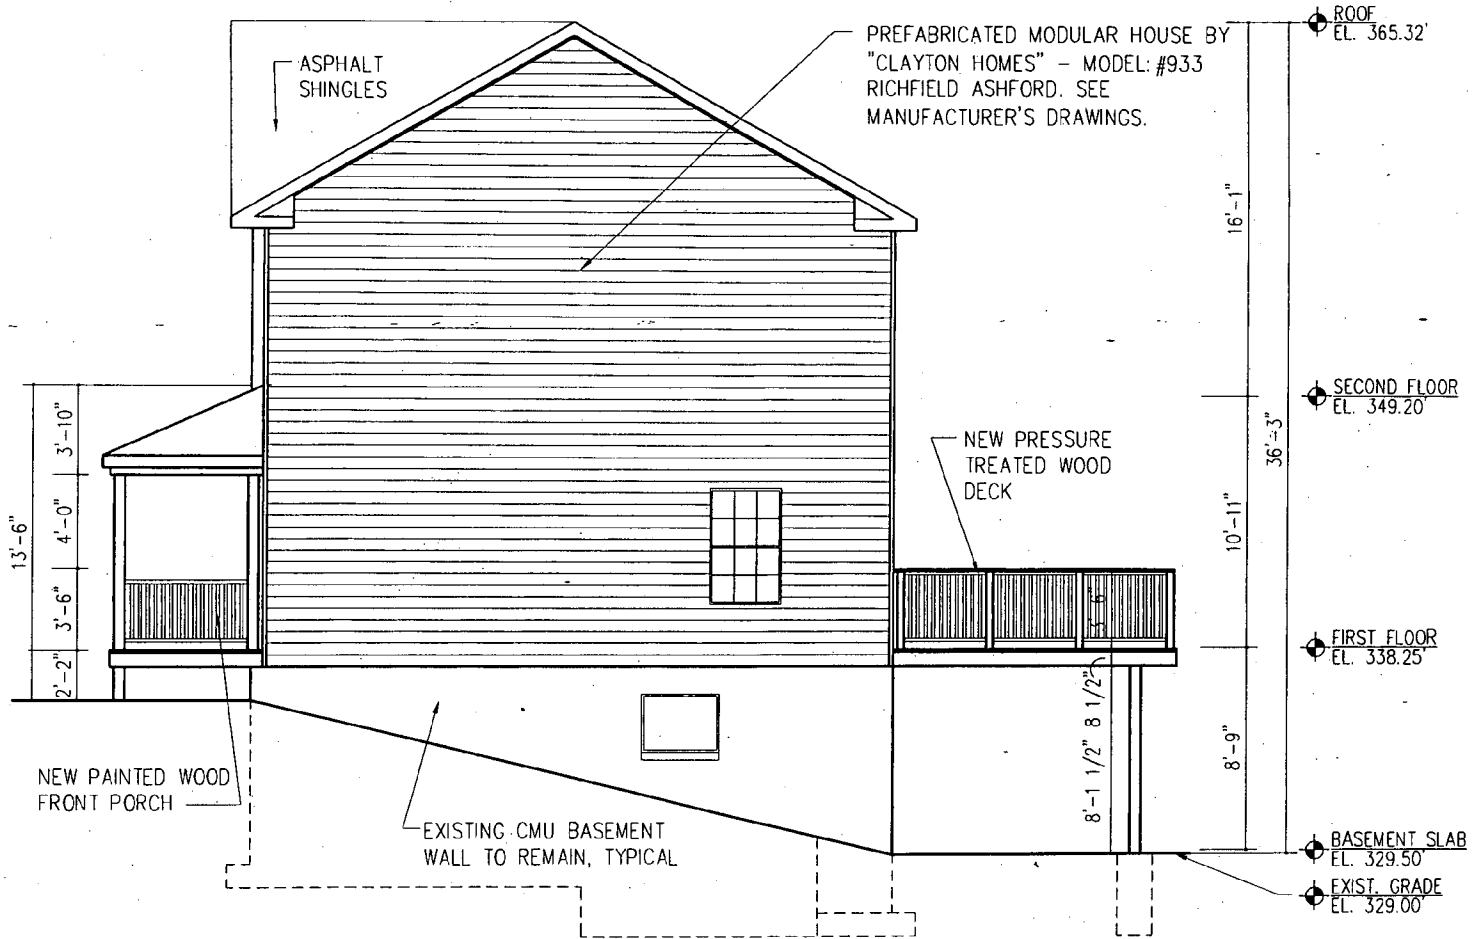 ROOF
EL. 365.32'
PREFABRICATED MODULAR HOUSE BY
"CLAYTON HOMES" - MODEL: #933
RICHFIELD ASHFORD. SEE
MANUFACTURER'S DRAWINGS.
ASPHALT
SHINGLES
16'-1"
SECOND FLOOR
EL. 349.20'
36'-3"
3'-10"
NEW PRESSURE
TREATED WOOD
DECK
4'-0"
13'-6"
10'-11"
3'-6"
FIRST FLOOR
EL. 338.25'
2'-2"
8 1/2"
8'-1 1/2"
8'-9"
NEW PAINTED WOOD
FRONT PORCH
EXISTING CMU BASEMENT
WALL TO REMAIN, TYPICAL
BASEMENT SLAB
EL. 329.50'
EXIST. GRADE
EL. 329.00'